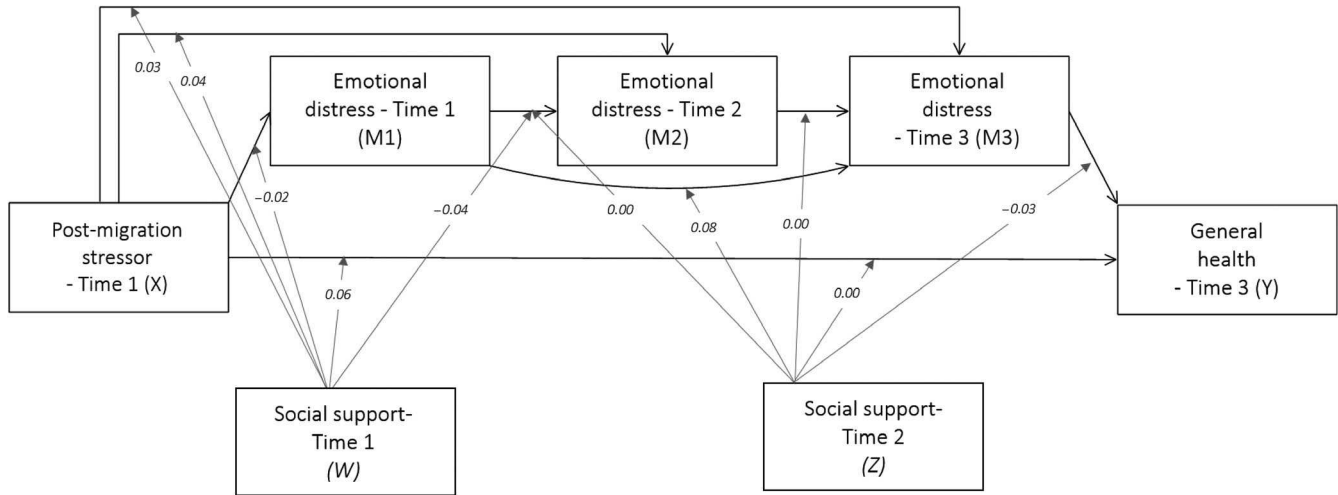 0.03
0.04
Emotional
distress - Time 1
(M1)
Emotional
distress - Time 2
(M2)
Emotional
distress
- Time 3 (M3)
−0.02
−0.04
0.00
0.08
0.00
−0.03
Post-migration
stressor
- Time 1 (X)
General
health
- Time 3 (Y)
0.06
0.00
Social support-
Time 1
(W)
Social support-
Time 2
(Z)